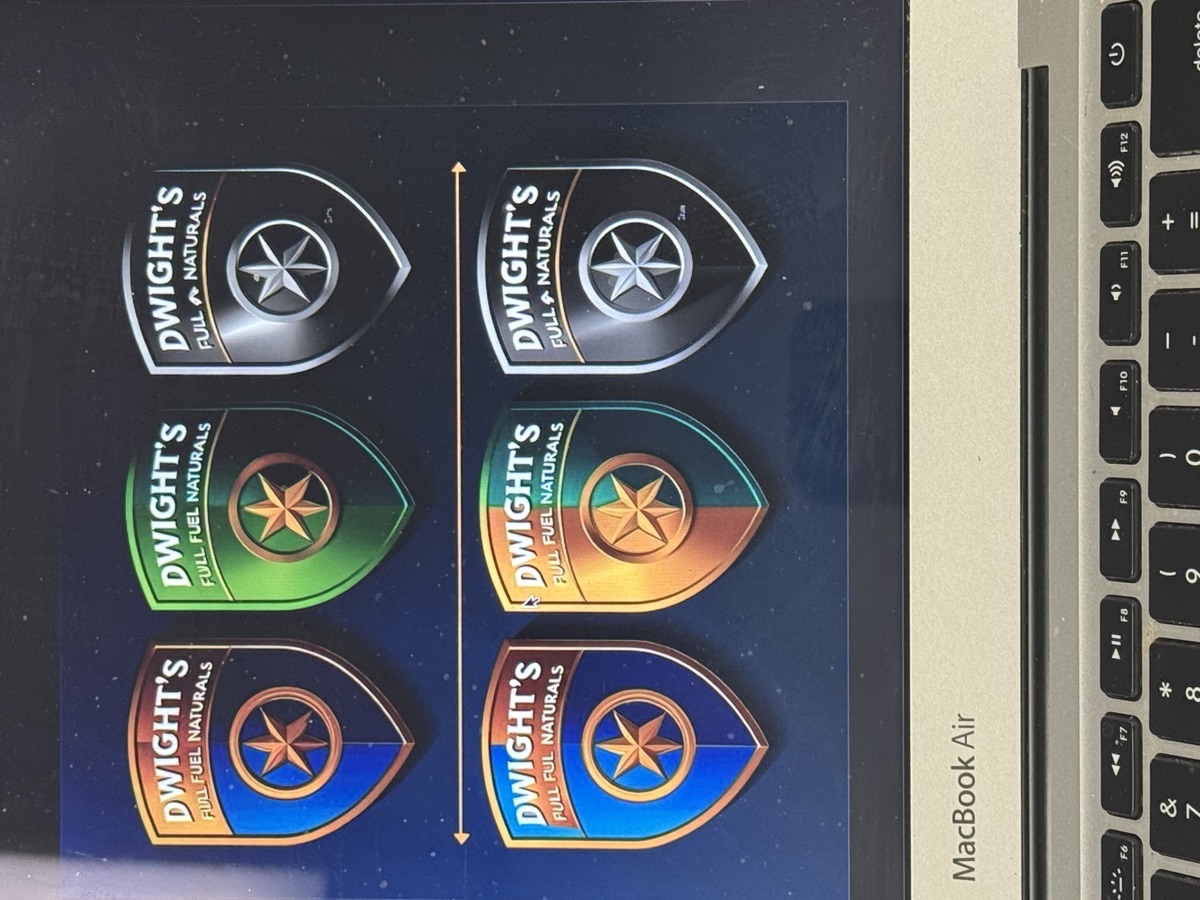 DWIGHT'S
FULL FUEL NATURALS
DWIGHT'S
FULL FUEL NATURALS
DWIGHT'S
FULL NATURALS
DWIGHT'S
FULL FUL NATURALS
DWIGHT'S
FULL FUEL NATURALS
DWIGHT'S
FULL NATURALS
MacBook Air
F6
F7
F8
F9
F10
F11
F12
&
7
*
8
(
9
)
0
–
-
+
=
delete